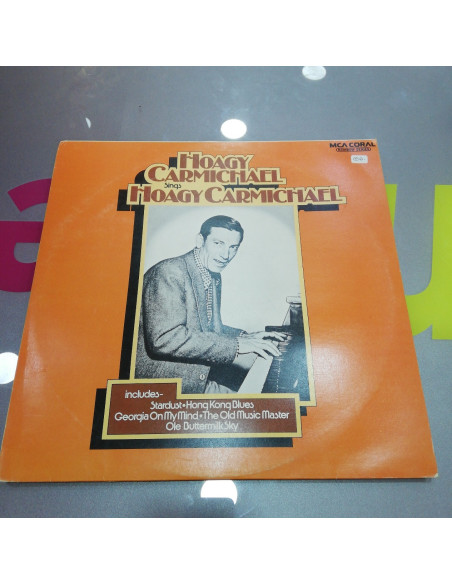 MCA CORAL
HOAGY
CARMICHAEL
Sings
HOAGY CARMICHAEL
includes-
Stardust•Hong Kong Blues
Georgia On My Mind•The Old Music Master
Ole Buttermilk Sky